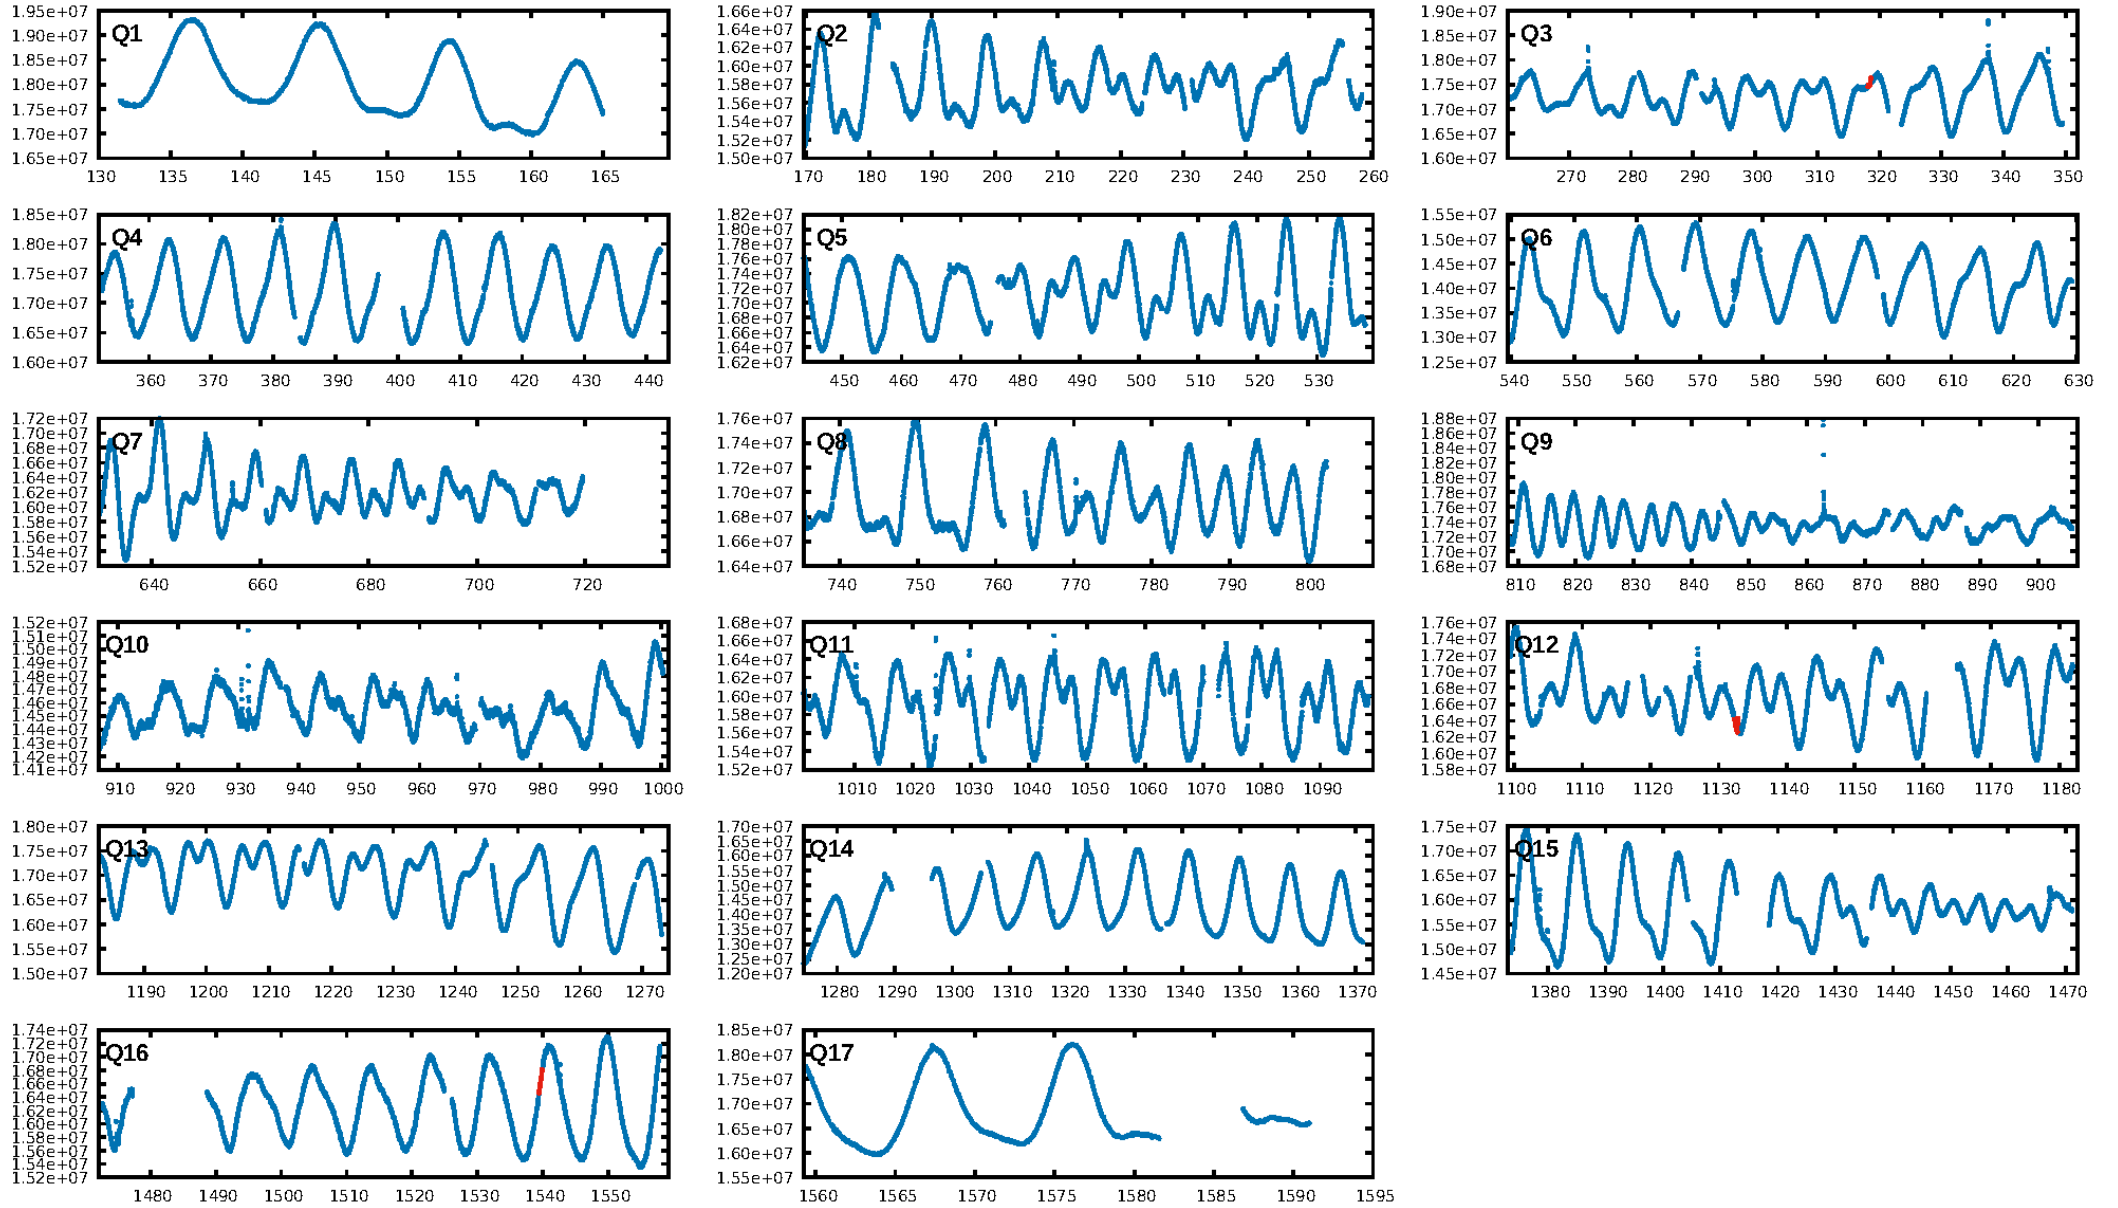 Q1
1.95e+07
1.90e+07
1.85e+07
1.80e+07
1.75e+07
1.70e+07
1.65e+07
130 135 140 145 150 155 160 165
Q2
1.66e+07
1.64e+07
1.62e+07
1.60e+07
1.58e+07
1.56e+07
1.54e+07
1.52e+07
1.50e+07
170 180 190 200 210 220 230 240 250 260
Q3
1.90e+07
1.85e+07
1.80e+07
1.75e+07
1.70e+07
1.65e+07
1.60e+07
270 280 290 300 310 320 330 340 350
Q4
1.85e+07
1.80e+07
1.75e+07
1.70e+07
1.65e+07
1.60e+07
360 370 380 390 400 410 420 430 440
Q5
1.82e+07
1.80e+07
1.78e+07
1.76e+07
1.74e+07
1.72e+07
1.70e+07
1.68e+07
1.66e+07
1.64e+07
1.62e+07
450 460 470 480 490 500 510 520 530
Q6
1.55e+07
1.50e+07
1.45e+07
1.40e+07
1.35e+07
1.30e+07
1.25e+07
540 550 560 570 580 590 600 610 620 630
Q7
1.72e+07
1.70e+07
1.68e+07
1.66e+07
1.64e+07
1.62e+07
1.60e+07
1.58e+07
1.56e+07
1.54e+07
1.52e+07
640 660 680 700 720
Q8
1.76e+07
1.74e+07
1.72e+07
1.70e+07
1.68e+07
1.66e+07
1.64e+07
740 750 760 770 780 790 800
Q9
1.88e+07
1.86e+07
1.84e+07
1.82e+07
1.80e+07
1.78e+07
1.76e+07
1.74e+07
1.72e+07
1.70e+07
1.68e+07
810 820 830 840 850 860 870 880 890 900
Q10
1.52e+07
1.51e+07
1.50e+07
1.49e+07
1.48e+07
1.47e+07
1.46e+07
1.45e+07
1.44e+07
1.43e+07
1.42e+07
1.41e+07
910 920 930 940 950 960 970 980 990 1000
Q11
1.68e+07
1.66e+07
1.64e+07
1.62e+07
1.60e+07
1.58e+07
1.56e+07
1.54e+07
1.52e+07
1010 1020 1030 1040 1050 1060 1070 1080 1090
Q12
1.76e+07
1.74e+07
1.72e+07
1.70e+07
1.68e+07
1.66e+07
1.64e+07
1.62e+07
1.60e+07
1.58e+07
1100 1110 1120 1130 1140 1150 1160 1170 1180
Q13
1.80e+07
1.75e+07
1.70e+07
1.65e+07
1.60e+07
1.55e+07
1.50e+07
1190 1200 1210 1220 1230 1240 1250 1260 1270
Q14
1.70e+07
1.65e+07
1.60e+07
1.55e+07
1.50e+07
1.45e+07
1.40e+07
1.35e+07
1.30e+07
1.25e+07
1.20e+07
1280 1290 1300 1310 1320 1330 1340 1350 1360 1370
Q15
1.75e+07
1.70e+07
1.65e+07
1.60e+07
1.55e+07
1.50e+07
1.45e+07
1380 1390 1400 1410 1420 1430 1440 1450 1460 1470
Q16
1.74e+07
1.72e+07
1.70e+07
1.68e+07
1.66e+07
1.64e+07
1.62e+07
1.60e+07
1.58e+07
1.56e+07
1.54e+07
1.52e+07
1480 1490 1500 1510 1520 1530 1540 1550
Q17
1.85e+07
1.80e+07
1.75e+07
1.70e+07
1.65e+07
1.60e+07
1.55e+07
1560 1565 1570 1575 1580 1585 1590 1595